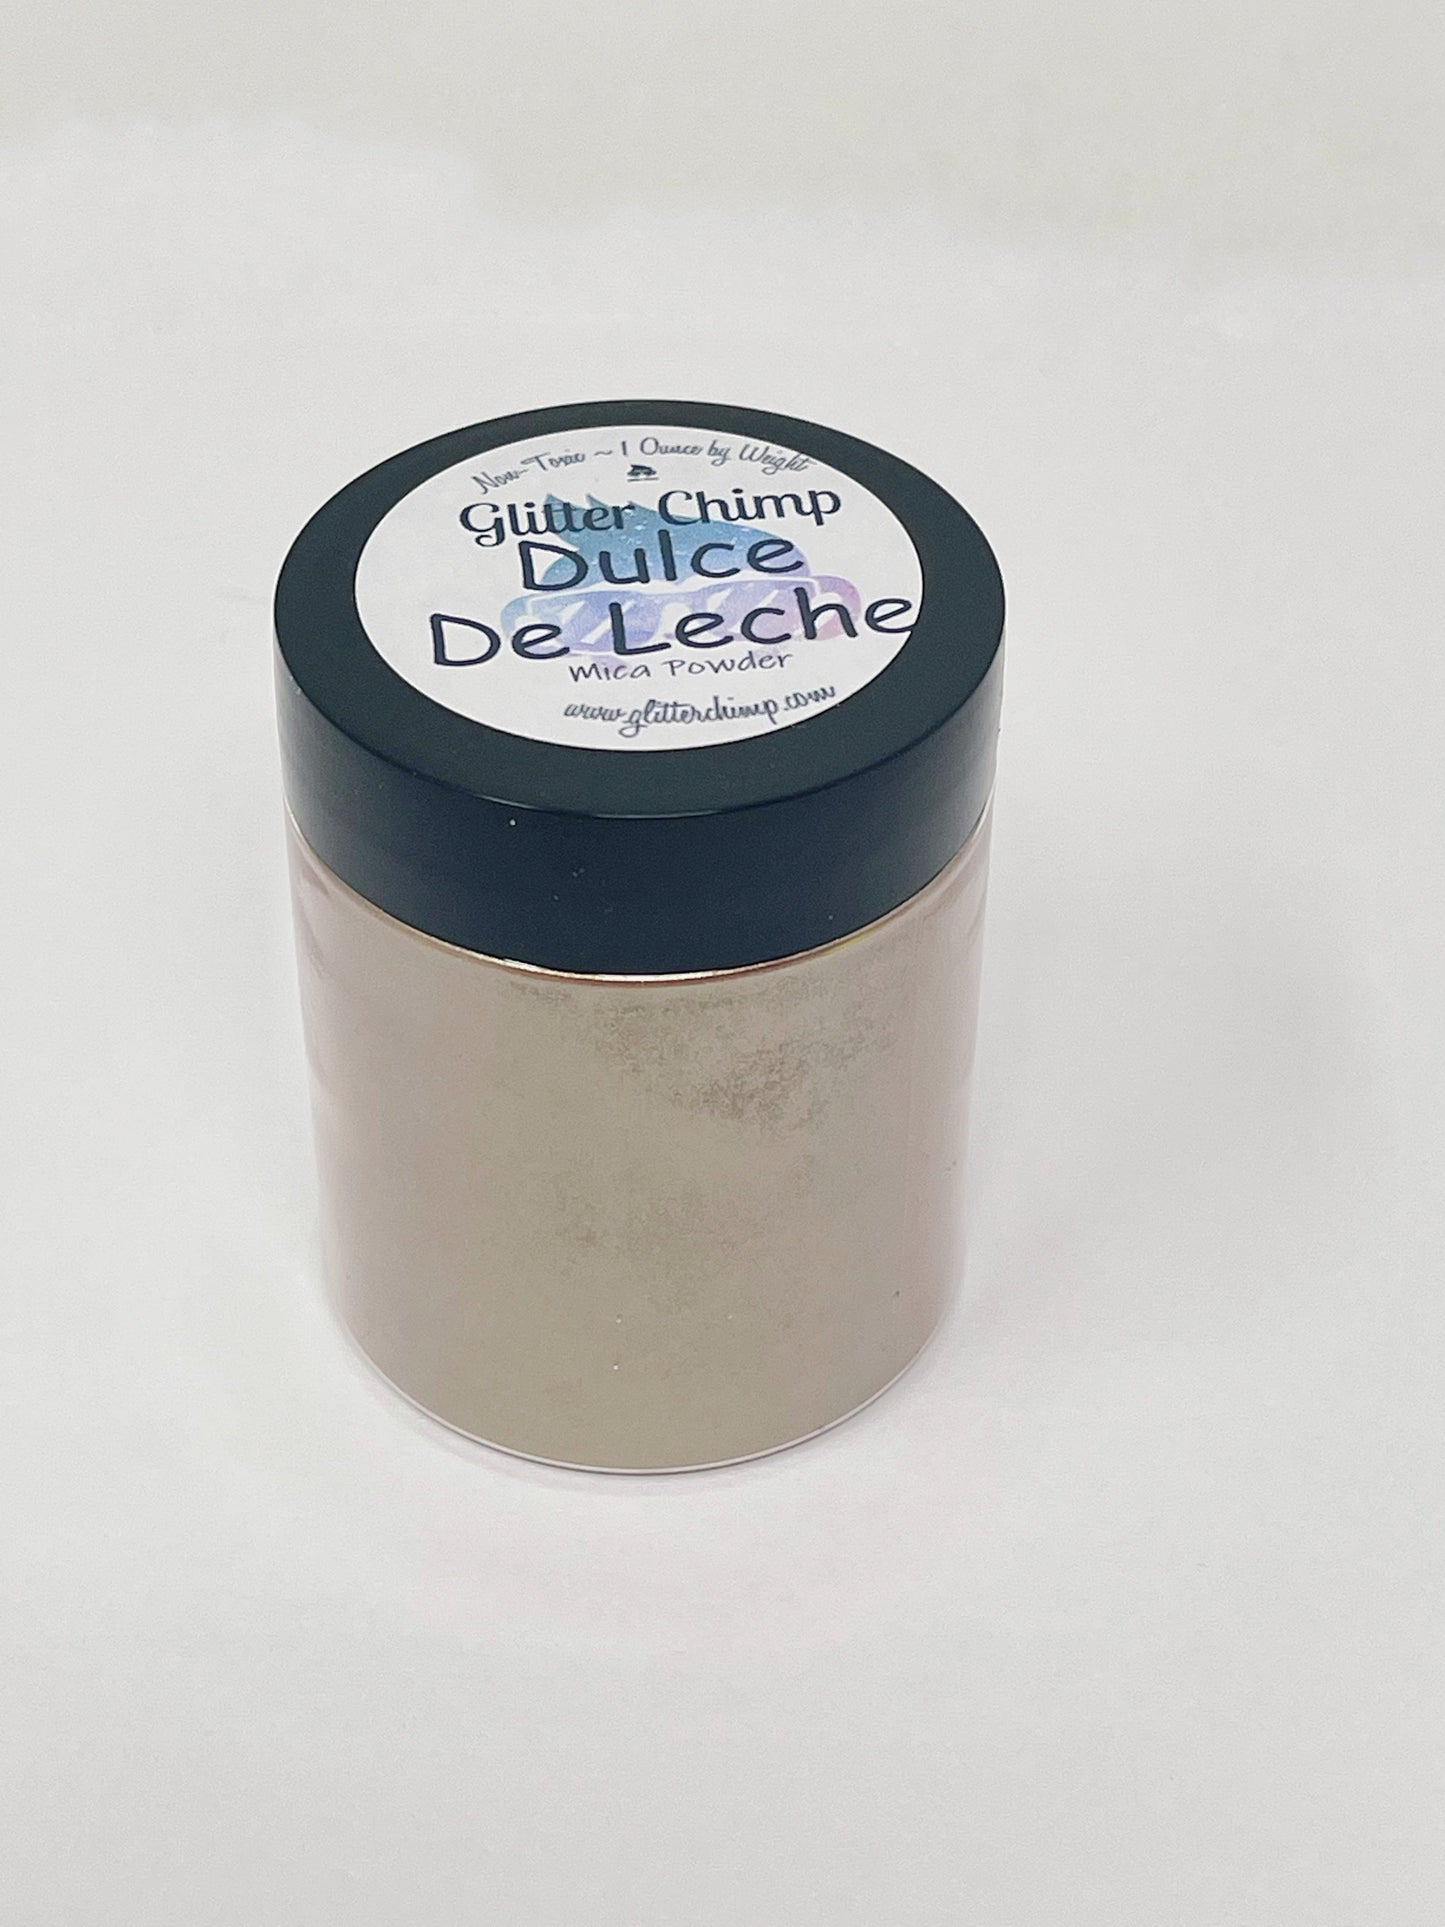 Non-Toxic ~ 1 Ounce by Weight
Glitter Chimp
Dulce
De Leche
Mica Powder
www.glitterchimp.com